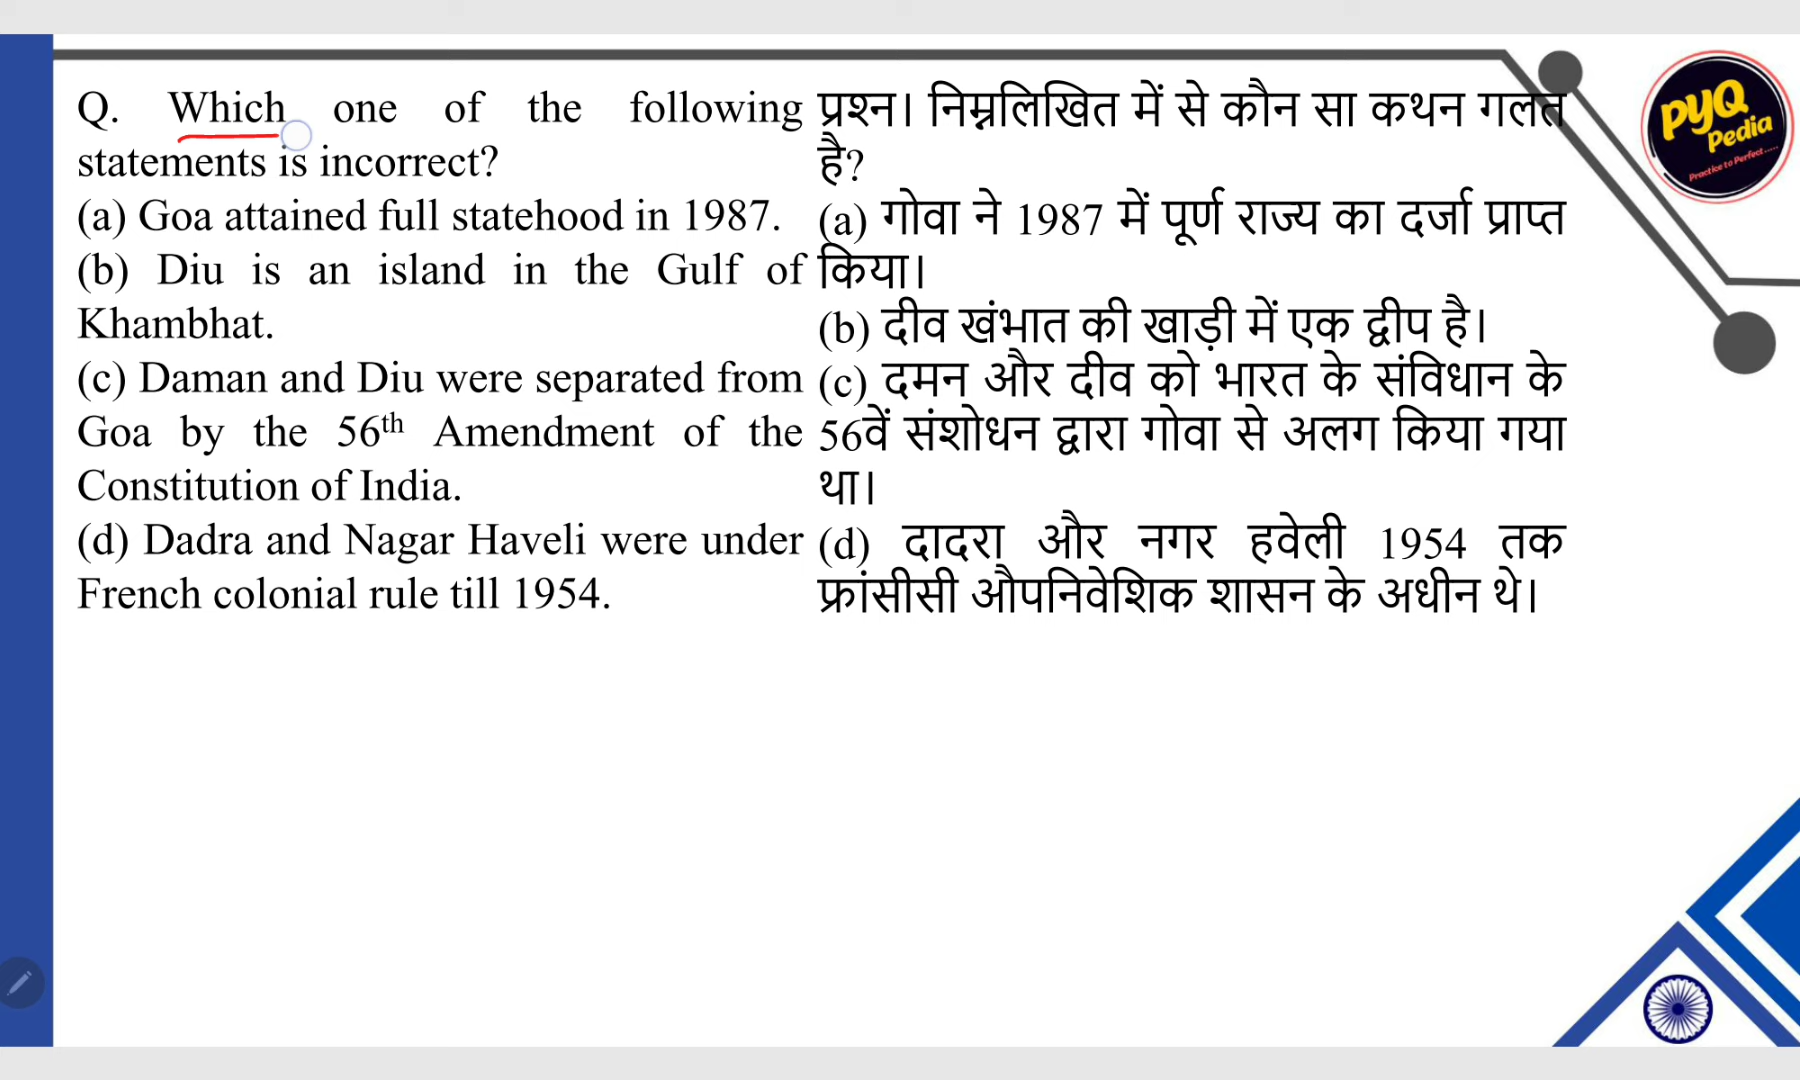 Q. Which one of the following
statements is incorrect?
(a) Goa attained full statehood in 1987.
(b) Diu is an island in the Gulf of
Khambhat.
(c) Daman and Diu were separated from
Goa by the 56th Amendment of the
Constitution of India.
(d) Dadra and Nagar Haveli were under
French colonial rule till 1954.
प्रश्न। निम्नलिखित में से कौन सा कथन गलत
है?
(a) गोवा ने 1987 में पूर्ण राज्य का दर्जा प्राप्त
किया।
(b) दीव खंभात की खाड़ी में एक द्वीप है।
(c) दमन और दीव को भारत के संविधान के
56वें संशोधन द्वारा गोवा से अलग किया गया
था।
(d) दादरा और नगर हवेली 1954 तक
फ्रांसीसी औपनिवेशिक शासन के अधीन थे।
PYQ
Pedia
Practice to Perfect.....